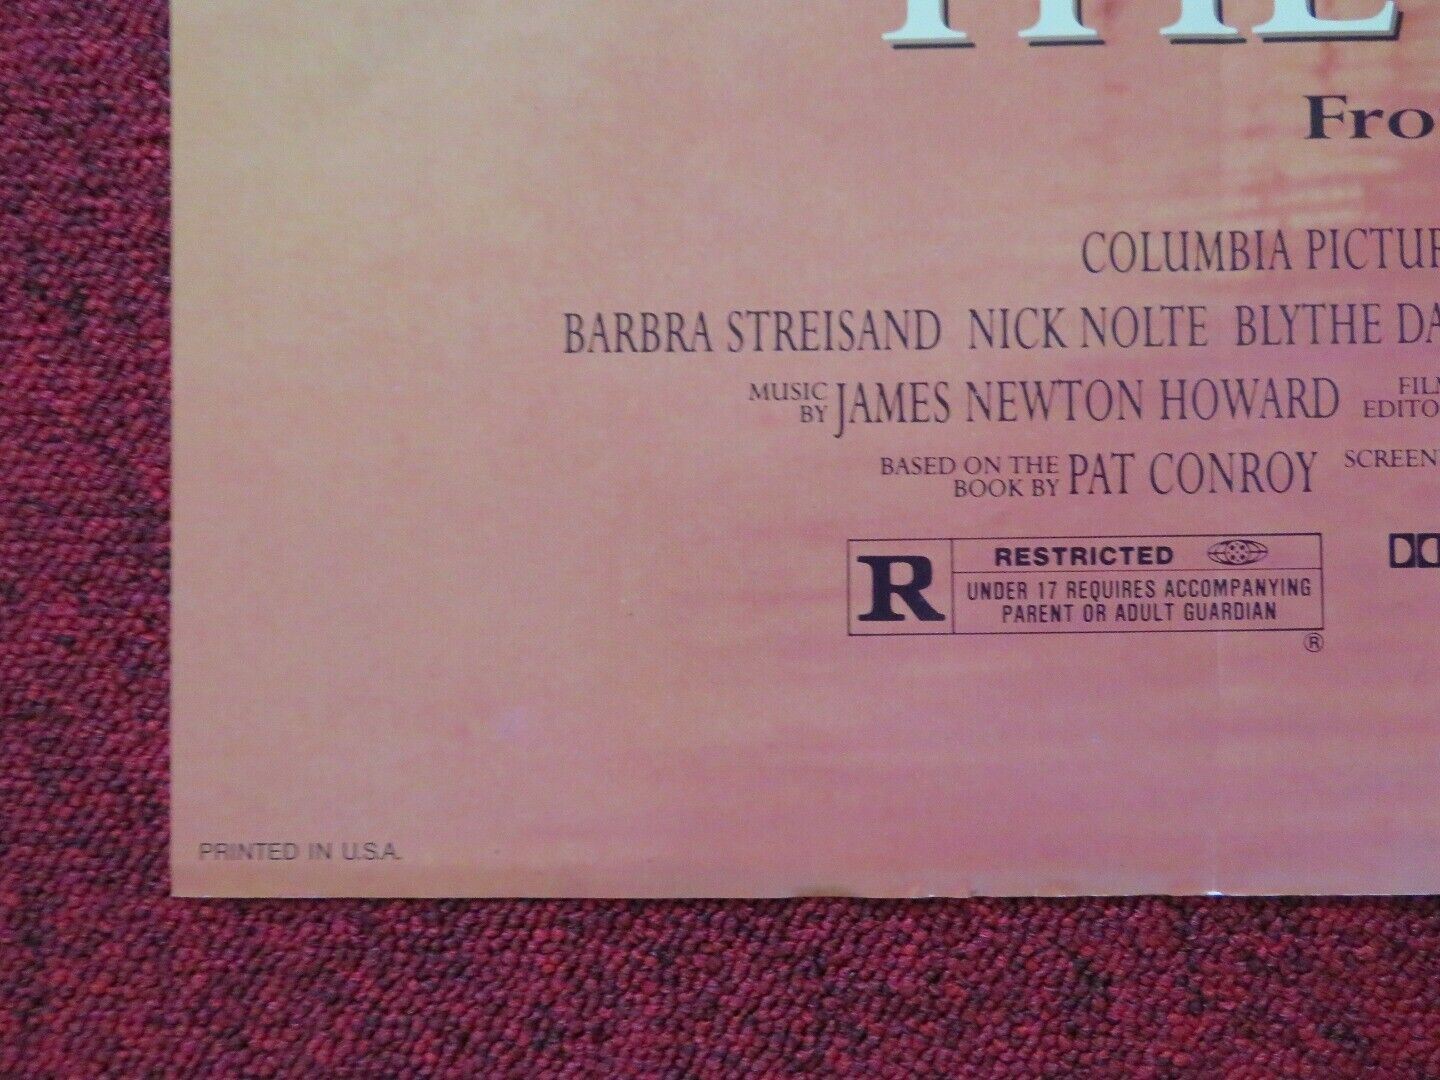 THE
Fro
COLUMBIA PICTUR
BARBRA STREISAND NICK NOLTE BLYTHE DA
MUSIC BY JAMES NEWTON HOWARD FILM EDITO
BASED ON THE BOOK BY PAT CONROY SCREEN
R RESTRICTED
UNDER 17 REQUIRES ACCOMPANYING
PARENT OR ADULT GUARDIAN
®
PRINTED IN U.S.A.